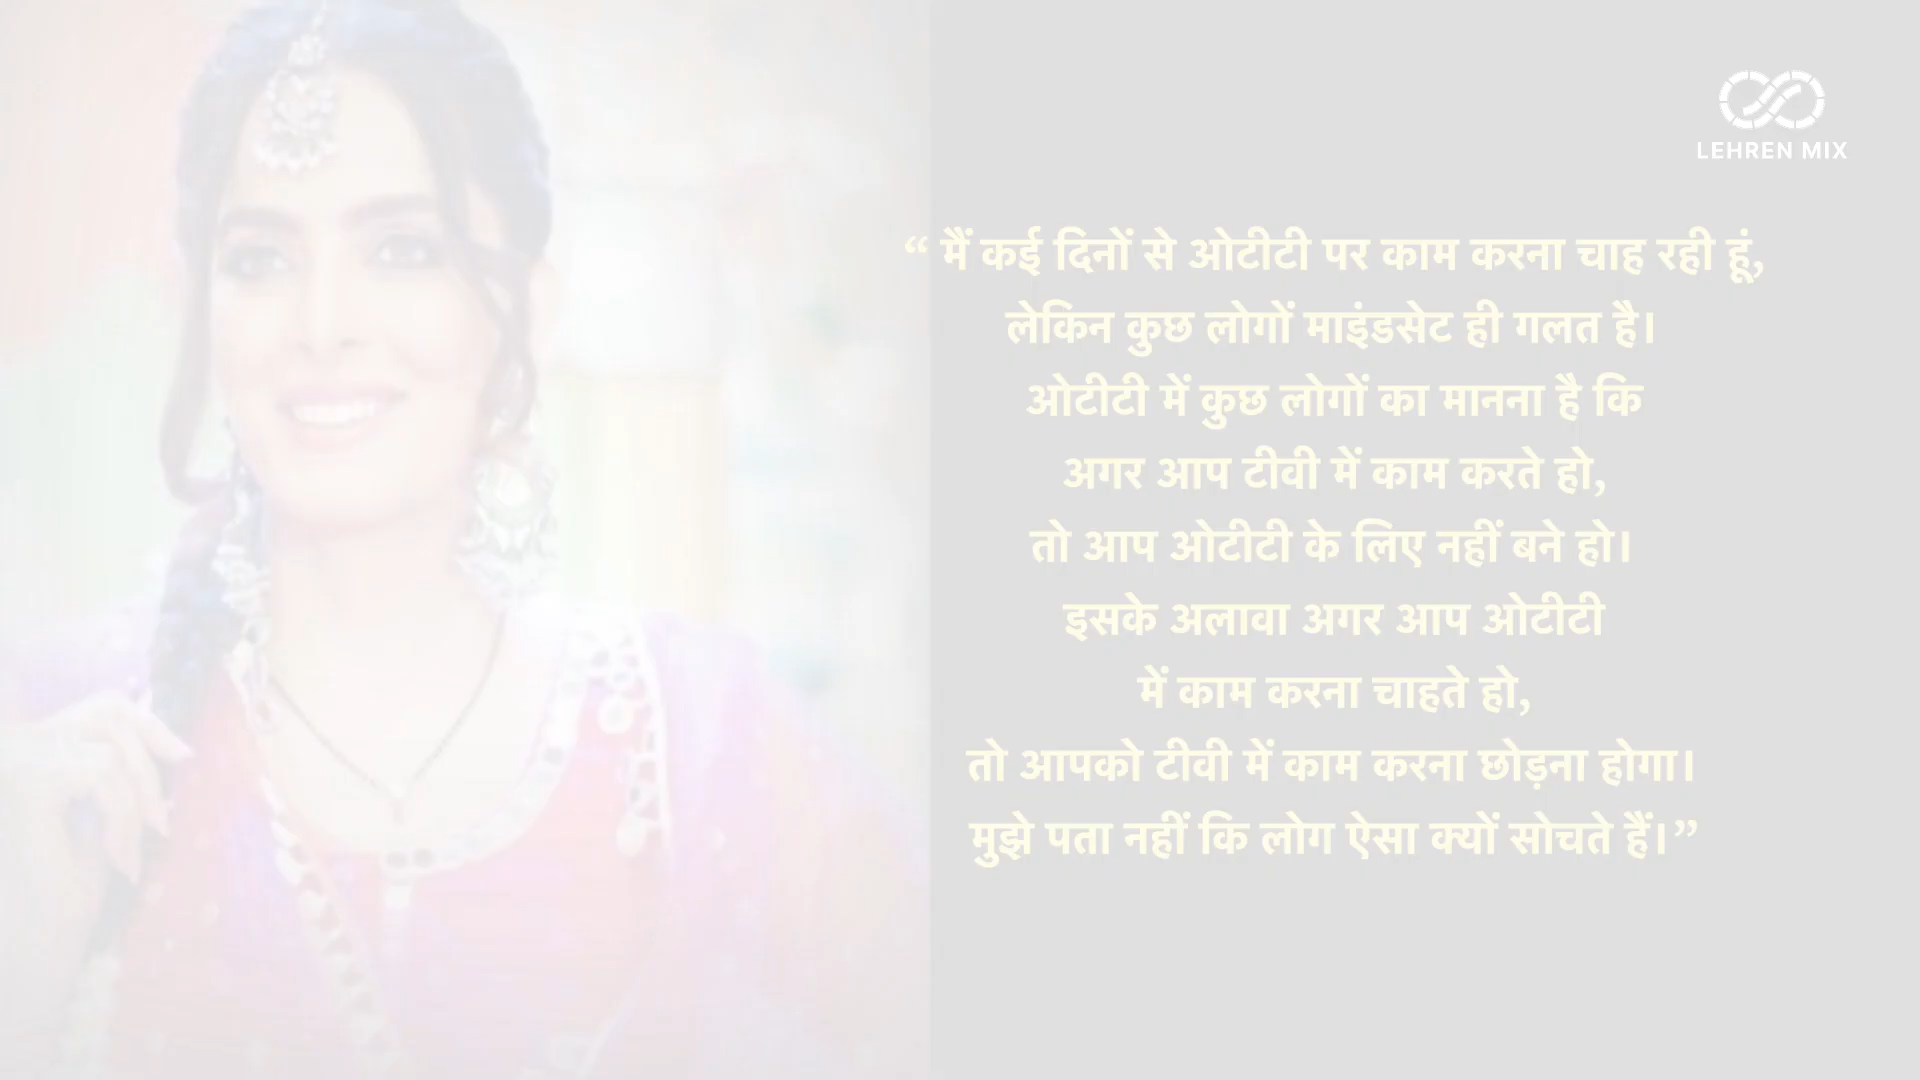 LEHREN MIX
“ मैं कई दिनों से ओटीटी पर काम करना चाह रही हूं,
लेकिन कुछ लोगों माइंडसेट ही गलत है।
ओटीटी में कुछ लोगों का मानना है कि
अगर आप टीवी में काम करते हो,
तो आप ओटीटी के लिए नहीं बने हो।
इसके अलावा अगर आप ओटीटी
में काम करना चाहते हो,
तो आपको टीवी में काम करना छोड़ना होगा।
मुझे पता नहीं कि लोग ऐसा क्यों सोचते हैं।”